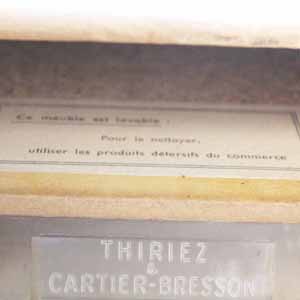 Ce meuble est lavable :
Pour le nettoyer,
utiliser les produits détersifs du commerce
THIRIEZ
&
CARTIER-BRESSON